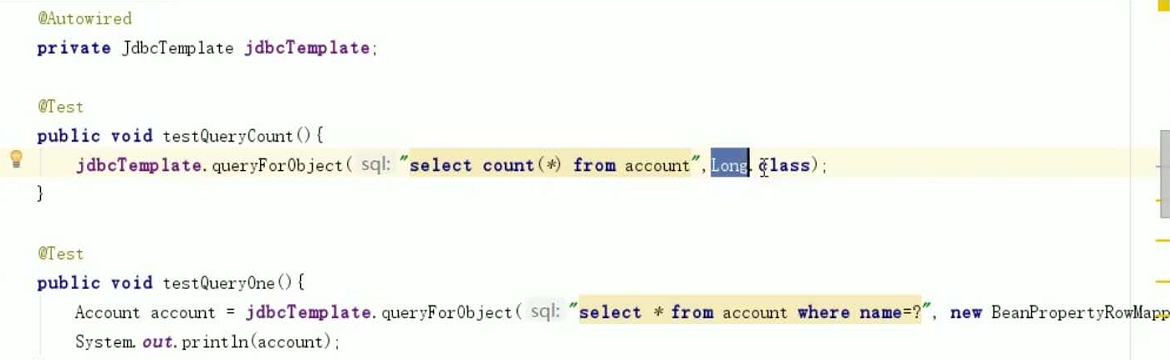 @Autowired
private JdbcTemplate jdbcTemplate;
@Test
public void testQueryCount(){
jdbcTemplate.queryForObject( sql: "select count(*) from account",Long.class);
}
@Test
public void testQueryOne(){
Account account = jdbcTemplate.queryForObject( sql: "select * from account where name=?", new BeanPropertyRowMapp
System.out.println(account);